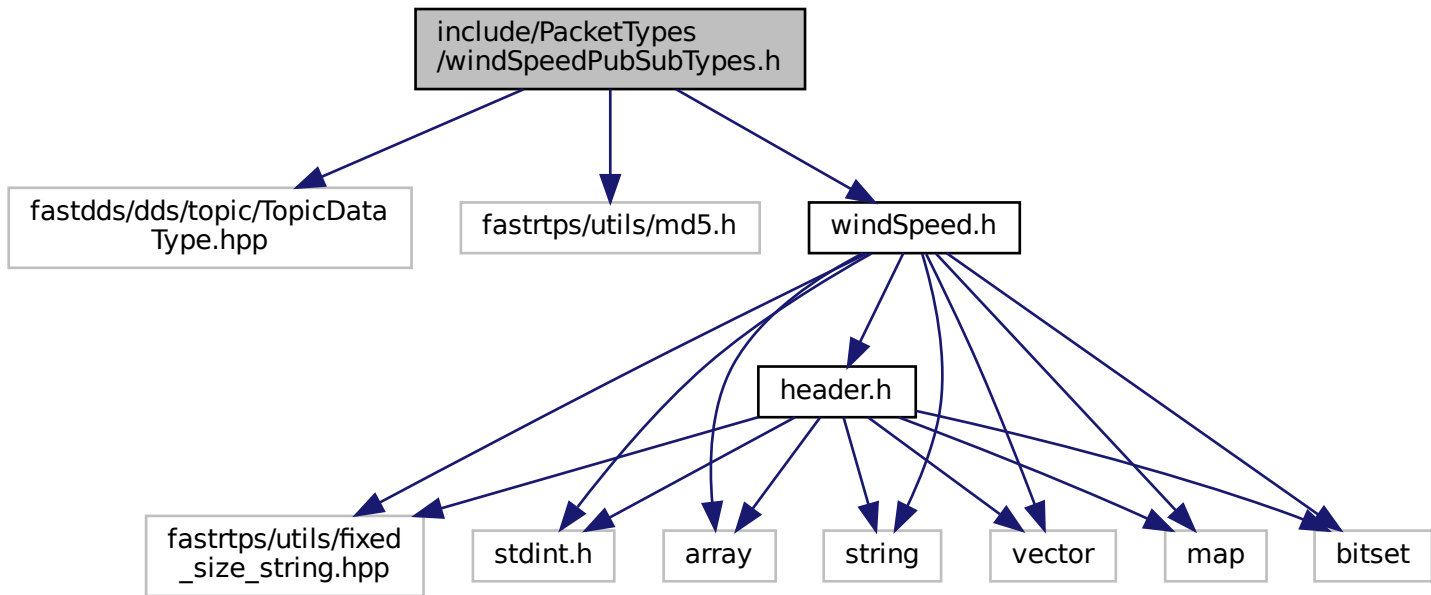 include/PacketTypes
/windSpeedPubSubTypes.h
fastdds/dds/topic/TopicData
Type.hpp
fastrtps/utils/md5.h
windSpeed.h
header.h
fastrtps/utils/fixed
_size_string.hpp
stdint.h
array
string
vector
map
bitset